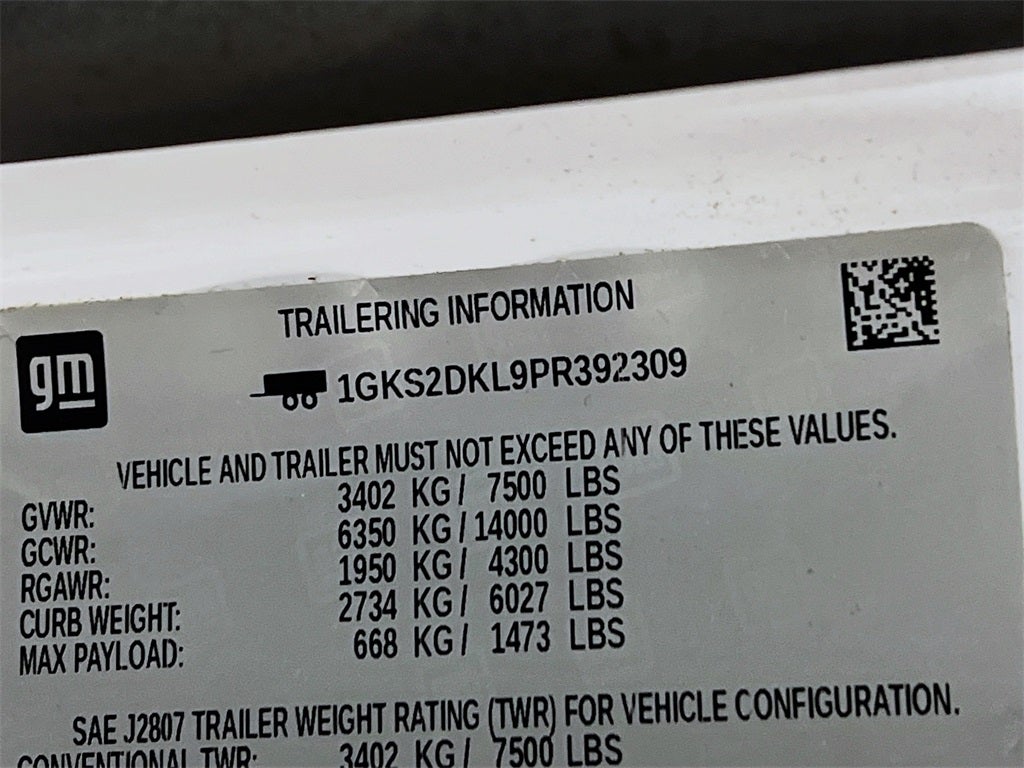 gm
TRAILERING INFORMATION
1GKS2DKL9PR392309
VEHICLE AND TRAILER MUST NOT EXCEED ANY OF THESE VALUES.
GVWR: 3402 KG / 7500 LBS
GCWR: 6350 KG / 14000 LBS
RGAWR: 1950 KG / 4300 LBS
CURB WEIGHT: 2734 KG / 6027 LBS
MAX PAYLOAD: 668 KG / 1473 LBS
SAE J2807 TRAILER WEIGHT RATING (TWR) FOR VEHICLE CONFIGURATION.
CONVENTIONAL TWR: 3402 KG / 7500 LBS